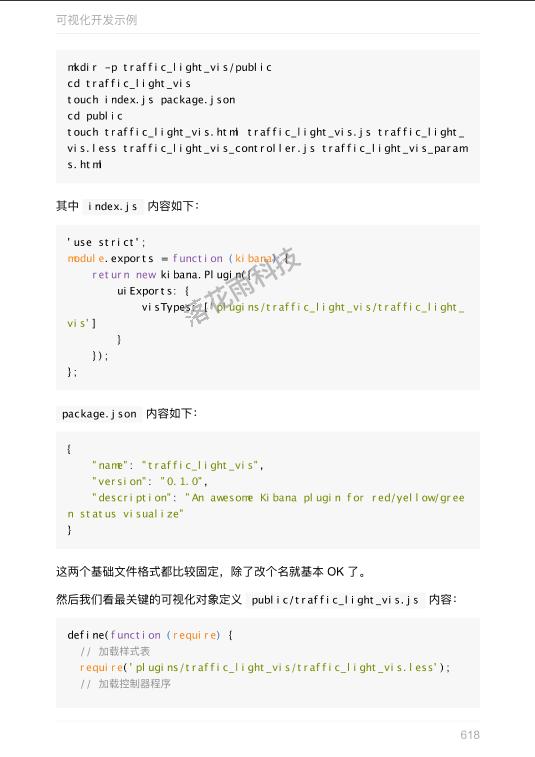 可视化开发示例
mkdir -p traffic_light_vis/public
cd traffic_light_vis
touch index.js package.json
cd public
touch traffic_light_vis.html traffic_light_vis.js traffic_light_
vis.less traffic_light_vis_controller.js traffic_light_vis_param
s.html
其中 index.js 内容如下：
'use strict';
module.exports = function (kibana) {
    return new kibana.Plugin({
        uiExports: {
            visTypes: ['plugins/traffic_light_vis/traffic_light_
vis']
        }
    });
};
落花雨科技
package.json 内容如下：
{
    "name": "traffic_light_vis",
    "version": "0.1.0",
    "description": "An awesome Kibana plugin for red/yellow/gree
n status visualize"
}
这两个基础文件格式都比较固定，除了改个名就基本 OK 了。
然后我们看最关键的可视化对象定义 public/traffic_light_vis.js 内容：
define(function (require) {
  // 加载样式表
  require('plugins/traffic_light_vis/traffic_light_vis.less');
  // 加载控制器程序
618